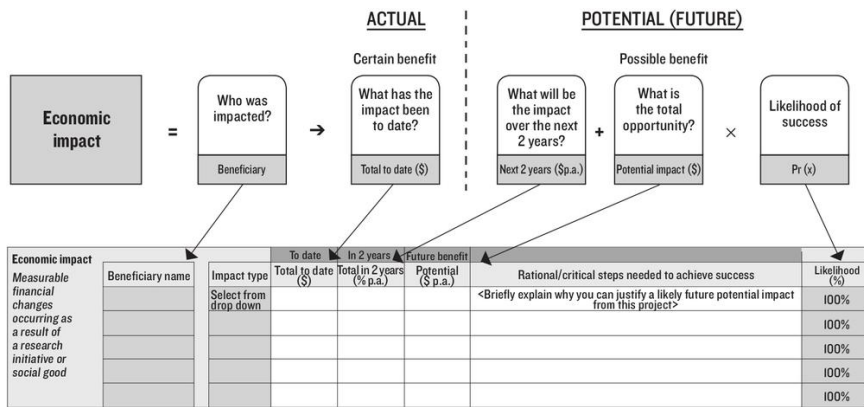 ACTUAL
POTENTIAL (FUTURE)
Certain benefit
Possible benefit
Economic
impact
=
Who was
impacted?
Beneficiary
→
What has the
impact been
to date?
Total to date ($)
What will be
the impact
over the next
2 years?
Next 2 years ($p.a.)
+
What is
the total
opportunity?
Potential impact ($)
×
Likelihood of
success
Pr (x)
Economic impact
Measurable
financial
changes
occurring as
a result of
a research
initiative or
social good
To date
In 2 years
Future benefit
Beneficiary name
Impact type
Total to date
($)
Total in 2 years
(% p.a.)
Potential
($ p.a.)
Rational/critical steps needed to achieve success
Likelihood
(%)
Select from
drop down
<Briefly explain why you can justify a likely future potential impact
from this project>
100%
100%
100%
100%
100%